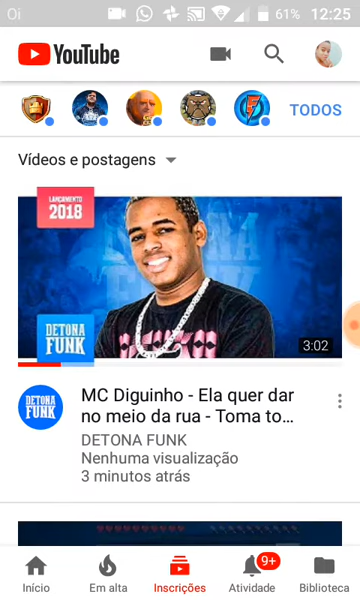 Oi
61%
12:25
YouTube
TODOS
Vídeos e postagens
LANÇAMENTO
2018
DETONA
FUNK
3:02
DETONA
FUNK
MC Diguinho - Ela quer dar
no meio da rua - Toma to…
DETONA FUNK
Nenhuma visualização
3 minutos atrás
9+
Início
Em alta
Inscrições
Atividade
Biblioteca